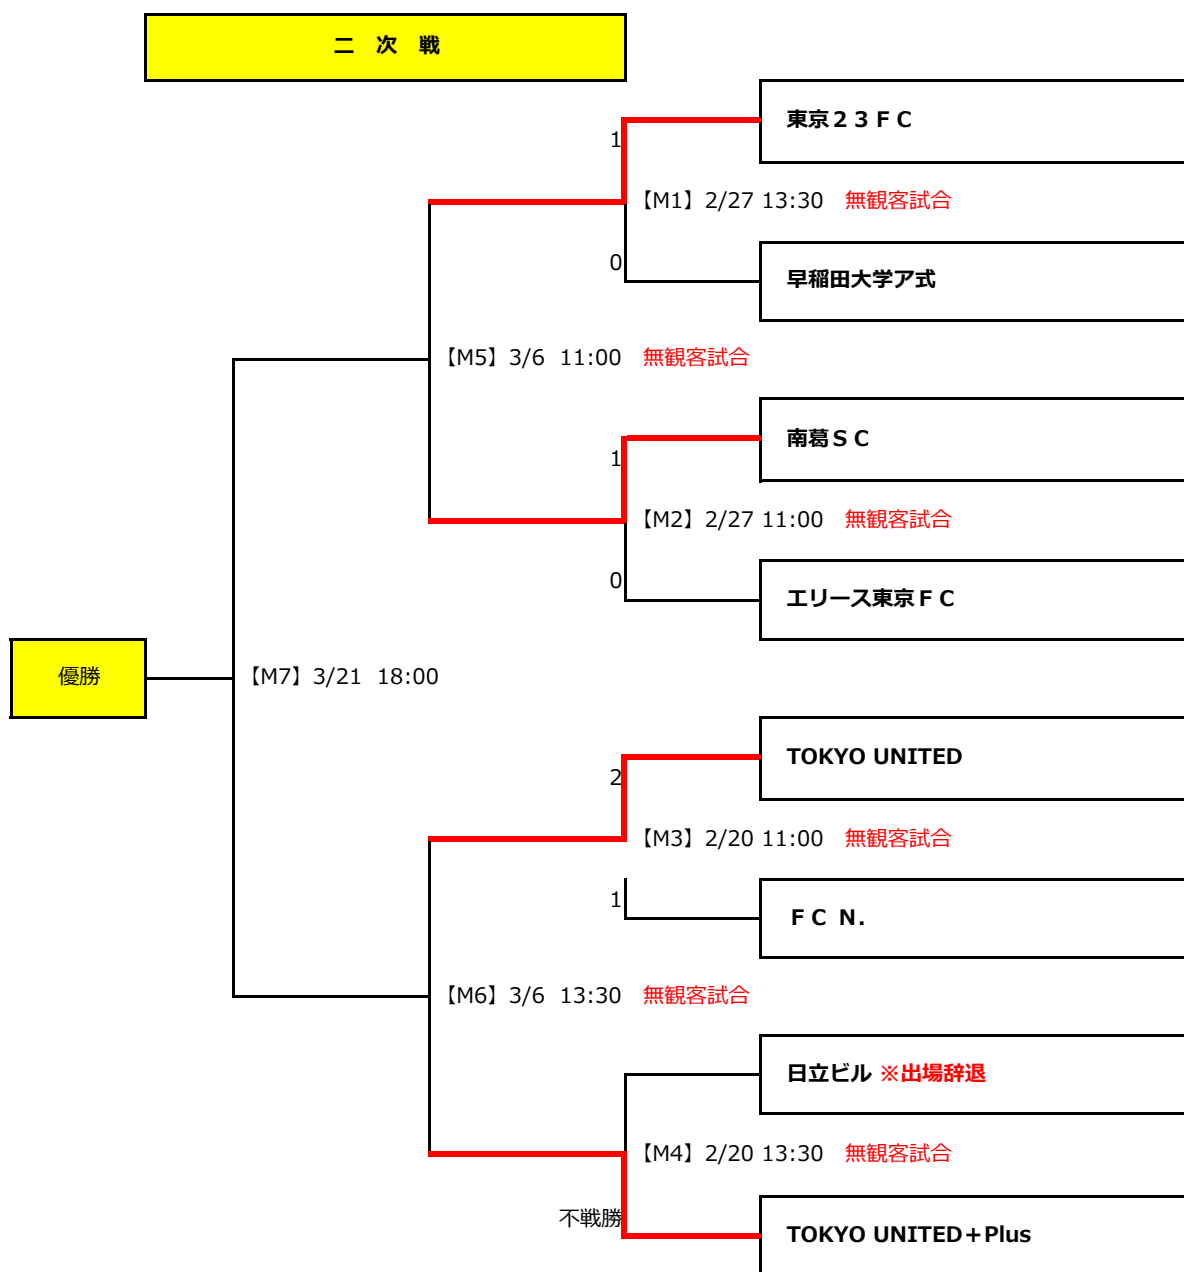 二 次 戦
東京２３ＦＣ
1
【M1】2/27 13:30 無観客試合
0
早稲田大学ア式
【M5】3/6 11:00 無観客試合
南葛ＳＣ
1
【M2】2/27 11:00 無観客試合
0
エリース東京ＦＣ
優勝
【M7】3/21 18:00
TOKYO UNITED
2
【M3】2/20 11:00 無観客試合
1
ＦＣ Ｎ.
【M6】3/6 13:30 無観客試合
日立ビル ※出場辞退
【M4】2/20 13:30 無観客試合
不戦勝
TOKYO UNITED＋Plus